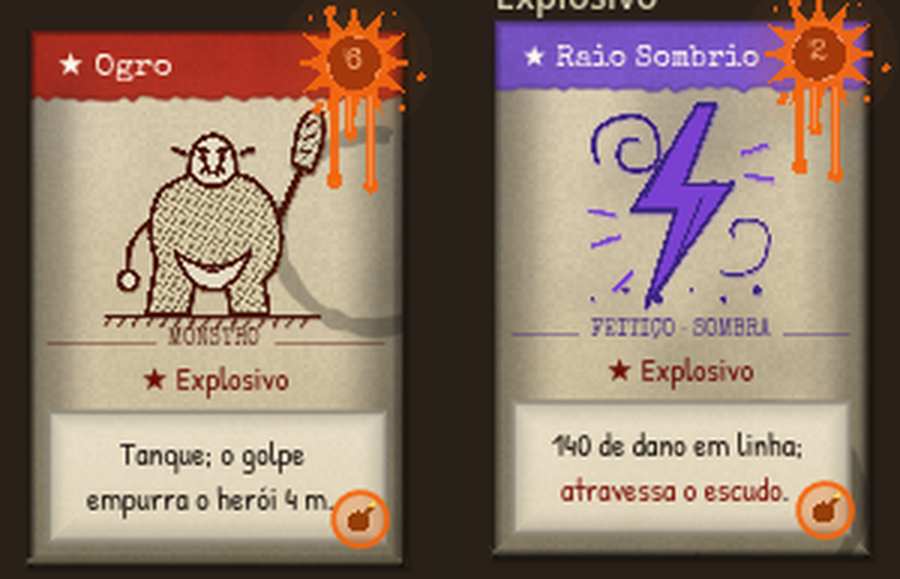 Explosivo
★ Ogro
6
MONSTRO
★ Explosivo
Tanque; o golpe
empurra o herói 4 m.
★ Raio Sombrio
2
FEITIÇO · SOMBRA
★ Explosivo
140 de dano em linha;
atravessa o escudo.